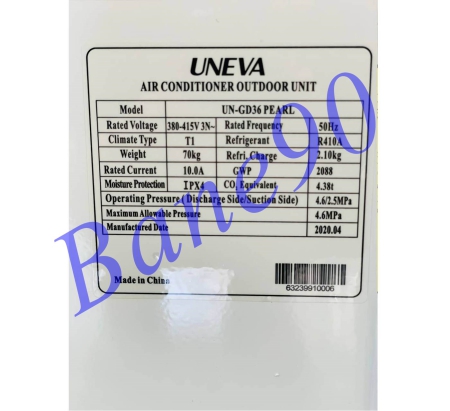 UNEVA
AIR CONDITIONER OUTDOOR UNIT
Model UN-GD36 PEARL
Rated Voltage 380-415V 3N~ Rated Frequency 50Hz
Climate Type T1 Refrigerant R410A
Weight 70kg Refri. Charge 2.10kg
Rated Current 10.0A GWP 2088
Moisture Protection IPX4 CO₂ Equivalent 4.38t
Operating Pressure (Discharge Side/Suction Side) 4.6/2.5MPa
Maximum Allowable Pressure 4.6MPa
Manufactured Date 2020.04
Made in China
63239910006
Bane90